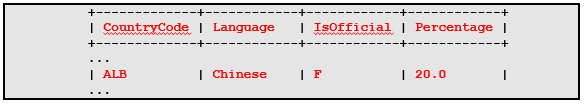 +-------------+------------+------------+------------+
| CountryCode | Language | IsOfficial | Percentage |
+-------------+------------+------------+------------+
...
| ALB | Chinese | F | 20.0 |
...